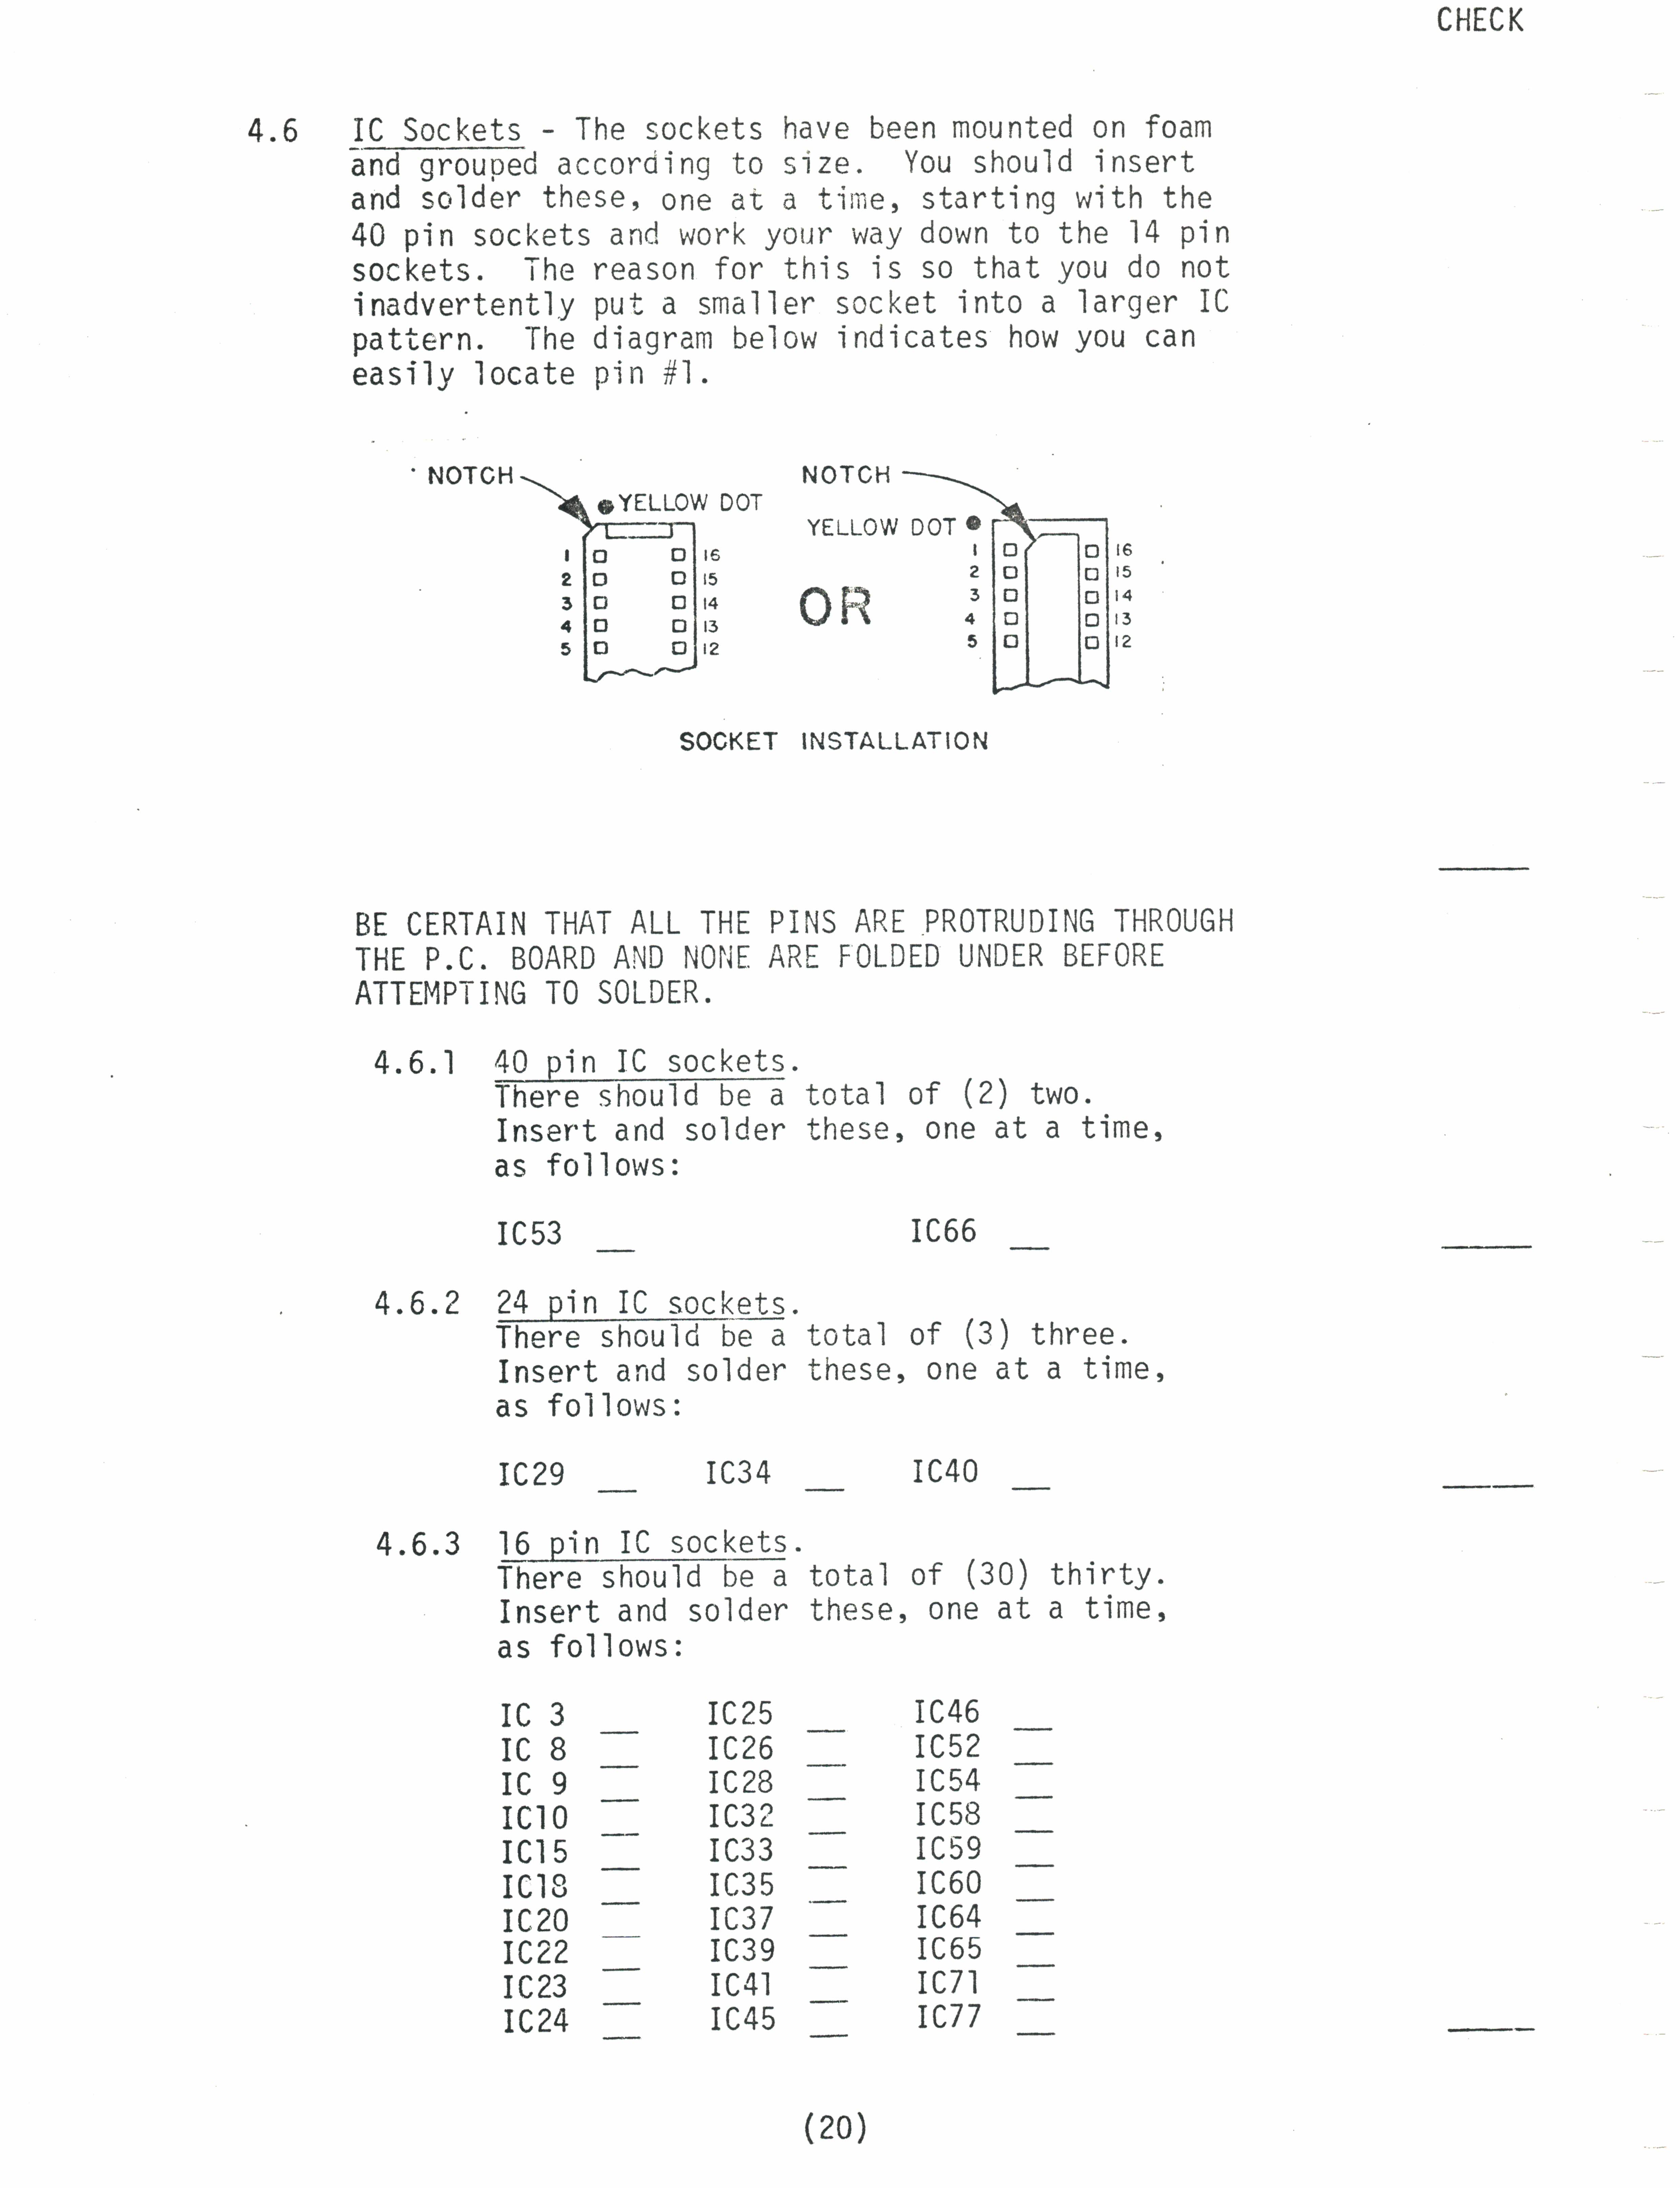 CHECK
4.6 IC Sockets - The sockets have been mounted on foam
and grouped according to size. You should insert
and solder these, one at a time, starting with the
40 pin sockets and work your way down to the 14 pin
sockets. The reason for this is so that you do not
inadvertently put a smaller socket into a larger IC
pattern. The diagram below indicates how you can
easily locate pin #1.
NOTCH
YELLOW DOT
1 16
2 15
3 14
4 13
5 12
OR
NOTCH
YELLOW DOT
1 16
2 15
3 14
4 13
5 12
SOCKET INSTALLATION
BE CERTAIN THAT ALL THE PINS ARE PROTRUDING THROUGH
THE P.C. BOARD AND NONE ARE FOLDED UNDER BEFORE
ATTEMPTING TO SOLDER.
4.6.1 40 pin IC sockets.
There should be a total of (2) two.
Insert and solder these, one at a time,
as follows:
IC53 __ IC66 __
4.6.2 24 pin IC sockets.
There should be a total of (3) three.
Insert and solder these, one at a time,
as follows:
IC29 __ IC34 __ IC40 __
4.6.3 16 pin IC sockets.
There should be a total of (30) thirty.
Insert and solder these, one at a time,
as follows:
IC 3 __ IC25 __ IC46 __
IC 8 __ IC26 __ IC52 __
IC 9 __ IC28 __ IC54 __
IC10 __ IC32 __ IC58 __
IC15 __ IC33 __ IC59 __
IC18 __ IC35 __ IC60 __
IC20 __ IC37 __ IC64 __
IC22 __ IC39 __ IC65 __
IC23 __ IC41 __ IC71 __
IC24 __ IC45 __ IC77 __
(20)